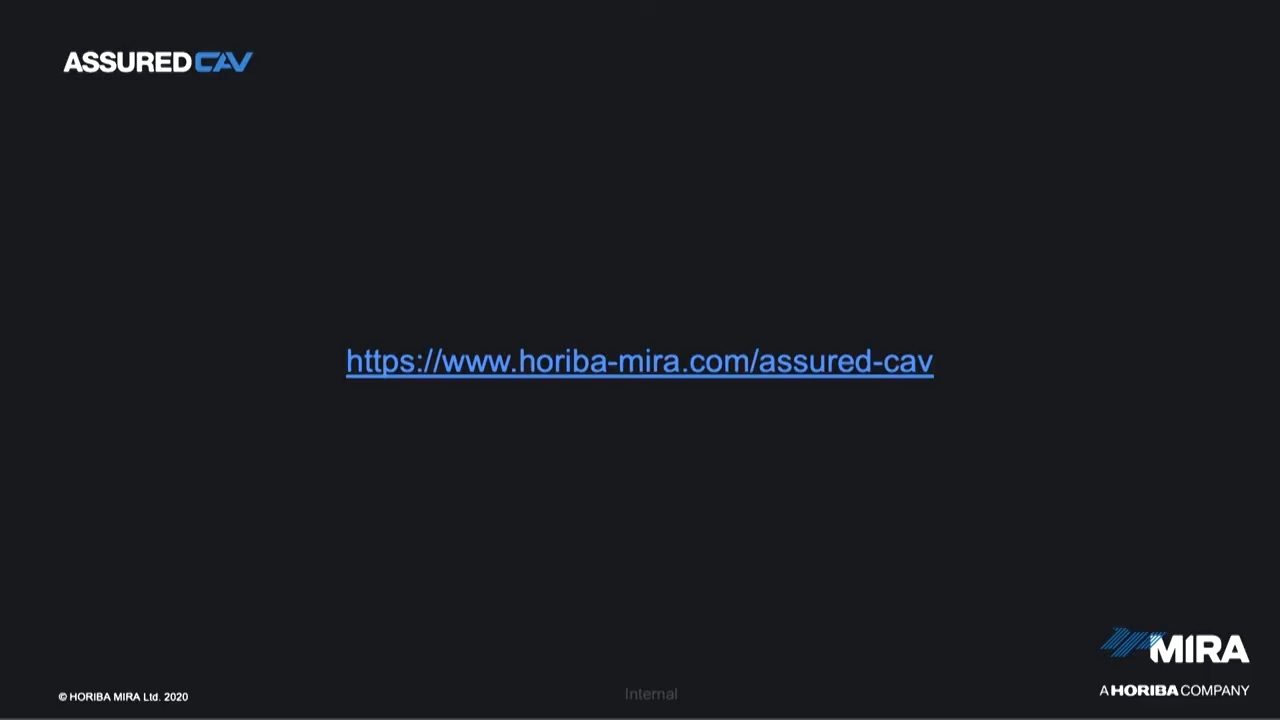 ASSURED CAV
https://www.horiba-mira.com/assured-cav
MIRA
A HORIBA COMPANY
© HORIBA MIRA Ltd. 2020
Internal